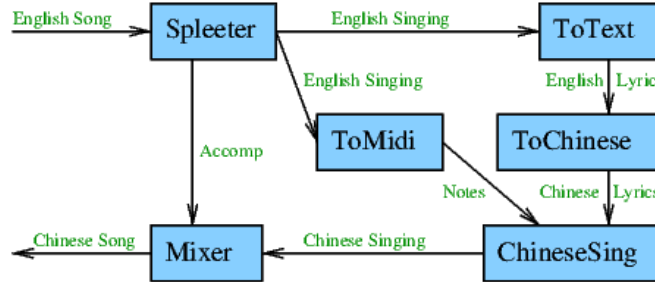 English Song
Spleeter
English Singing
ToText
English Singing
English Lyric
Accomp
ToMidi
ToChinese
Notes
Chinese Lyrics
Chinese Song
Mixer
Chinese Singing
ChineseSing